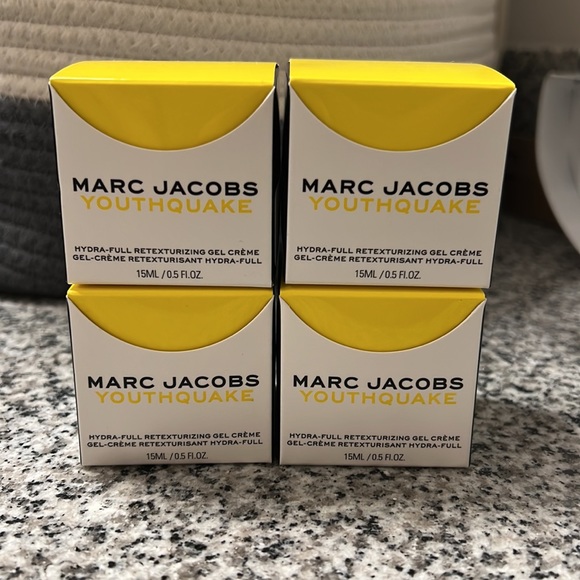 MARC JACOBS
YOUTHQUAKE
HYDRA-FULL RETEXTURIZING GEL CRÈME
GEL-CRÈME RETEXTURISANT HYDRA-FULL
15ML / 0.5 FL.OZ.
MARC JACOBS
YOUTHQUAKE
HYDRA-FULL RETEXTURIZING GEL CRÈME
GEL-CRÈME RETEXTURISANT HYDRA-FULL
15ML / 0.5 FL.OZ.
MARC JACOBS
YOUTHQUAKE
HYDRA-FULL RETEXTURIZING GEL CRÈME
GEL-CRÈME RETEXTURISANT HYDRA-FULL
15ML / 0.5 FL.OZ.
MARC JACOBS
YOUTHQUAKE
HYDRA-FULL RETEXTURIZING GEL CRÈME
GEL-CRÈME RETEXTURISANT HYDRA-FULL
15ML / 0.5 FL.OZ.